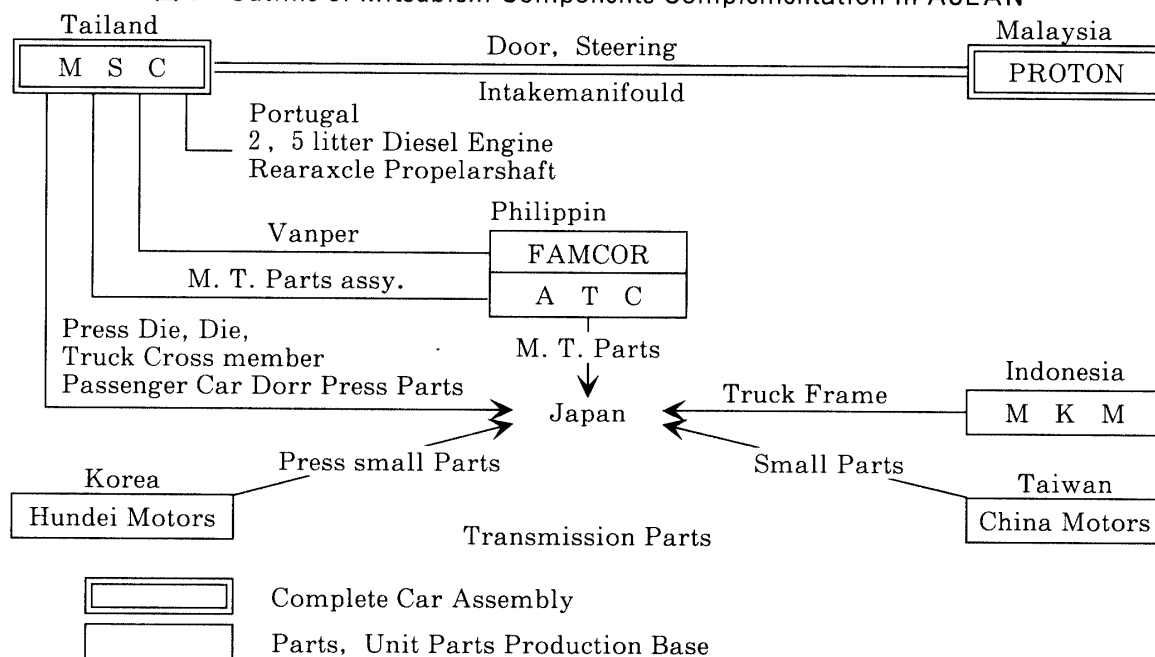 Outline of Mitsubishi Components Complementation in ASEAN
Tailand
M S C
Door, Steering
Intakemanifould
Malaysia
PROTON
Portugal
2, 5 litter Diesel Engine
Rearaxcle Propelarshaft
Philippin
FAMCOR
A T C
Vanper
M. T. Parts assy.
Press Die, Die,
Truck Cross member
Passenger Car Dorr Press Parts
M. T. Parts
Japan
Truck Frame
Indonesia
M K M
Press small Parts
Small Parts
Korea
Hundei Motors
Taiwan
China Motors
Transmission Parts
Complete Car Assembly
Parts, Unit Parts Production Base